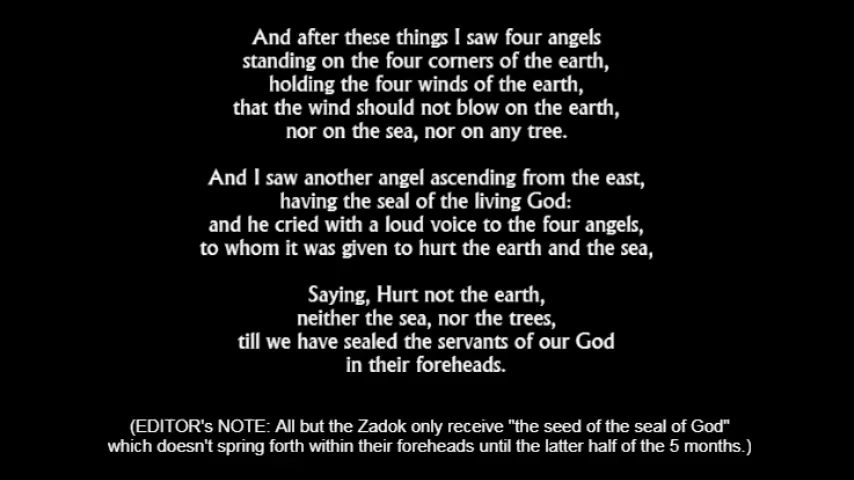 And after these things I saw four angels
standing on the four corners of the earth,
holding the four winds of the earth,
that the wind should not blow on the earth,
nor on the sea, nor on any tree.
And I saw another angel ascending from the east,
having the seal of the living God:
and he cried with a loud voice to the four angels,
to whom it was given to hurt the earth and the sea,
Saying, Hurt not the earth,
neither the sea, nor the trees,
till we have sealed the servants of our God
in their foreheads.
(EDITOR's NOTE: All but the Zadok only receive "the seed of the seal of God"
which doesn't spring forth within their foreheads until the latter half of the 5 months.)